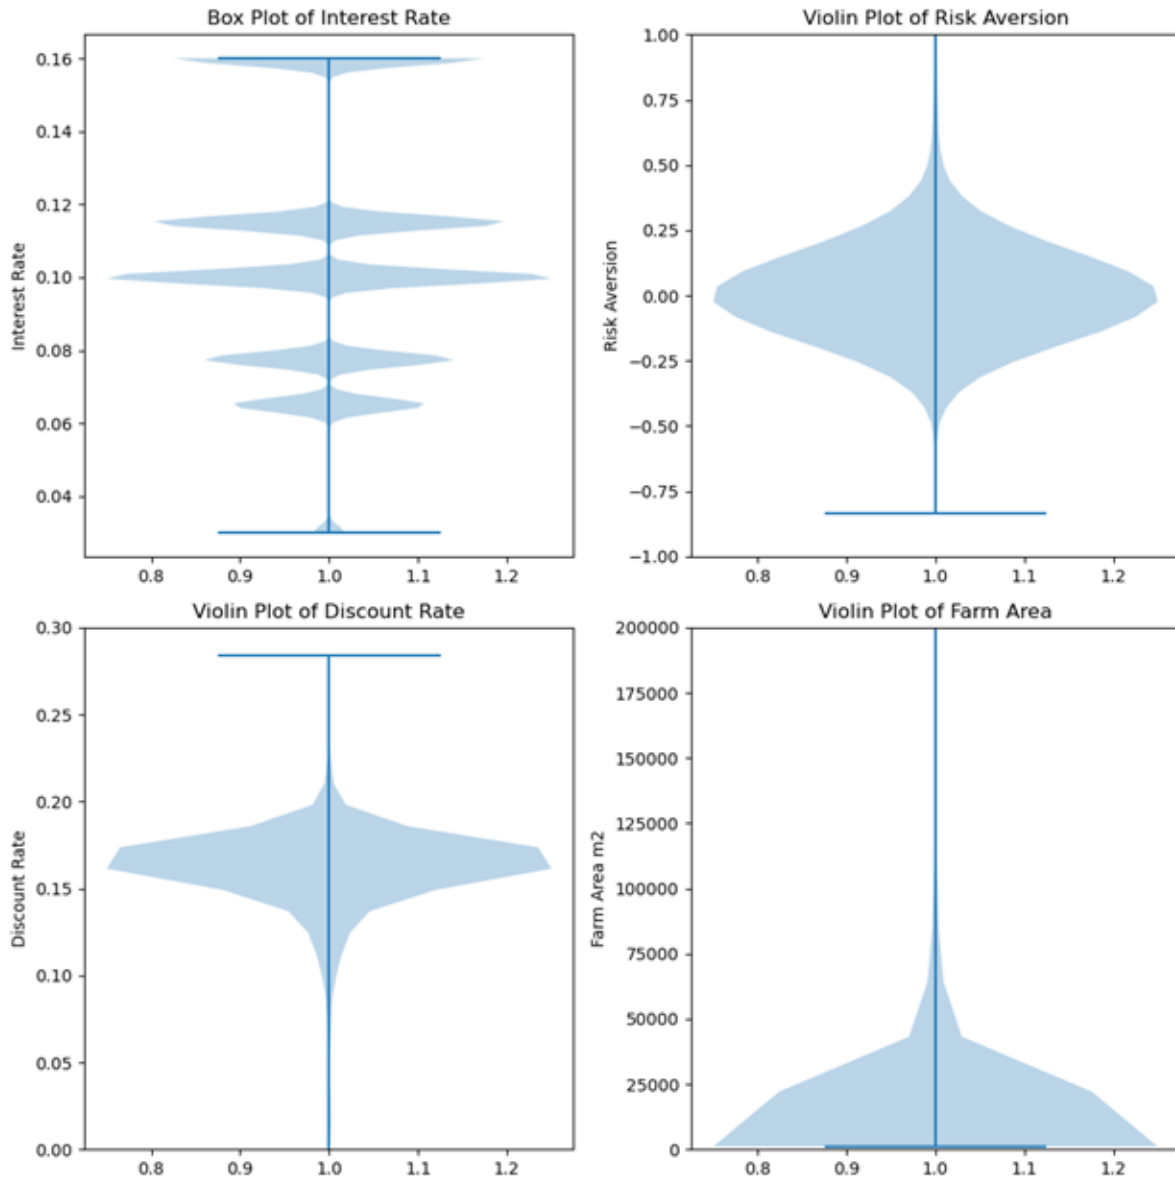 Box Plot of Interest Rate
Interest Rate
0.16
0.14
0.12
0.10
0.08
0.06
0.04
0.8 0.9 1.0 1.1 1.2
Violin Plot of Risk Aversion
Risk Aversion
1.00
0.75
0.50
0.25
0.00
−0.25
−0.50
−0.75
−1.00
0.8 0.9 1.0 1.1 1.2
Violin Plot of Discount Rate
Discount Rate
0.30
0.25
0.20
0.15
0.10
0.05
0.00
0.8 0.9 1.0 1.1 1.2
Violin Plot of Farm Area
Farm Area m2
200000
175000
150000
125000
100000
75000
50000
25000
0
0.8 0.9 1.0 1.1 1.2